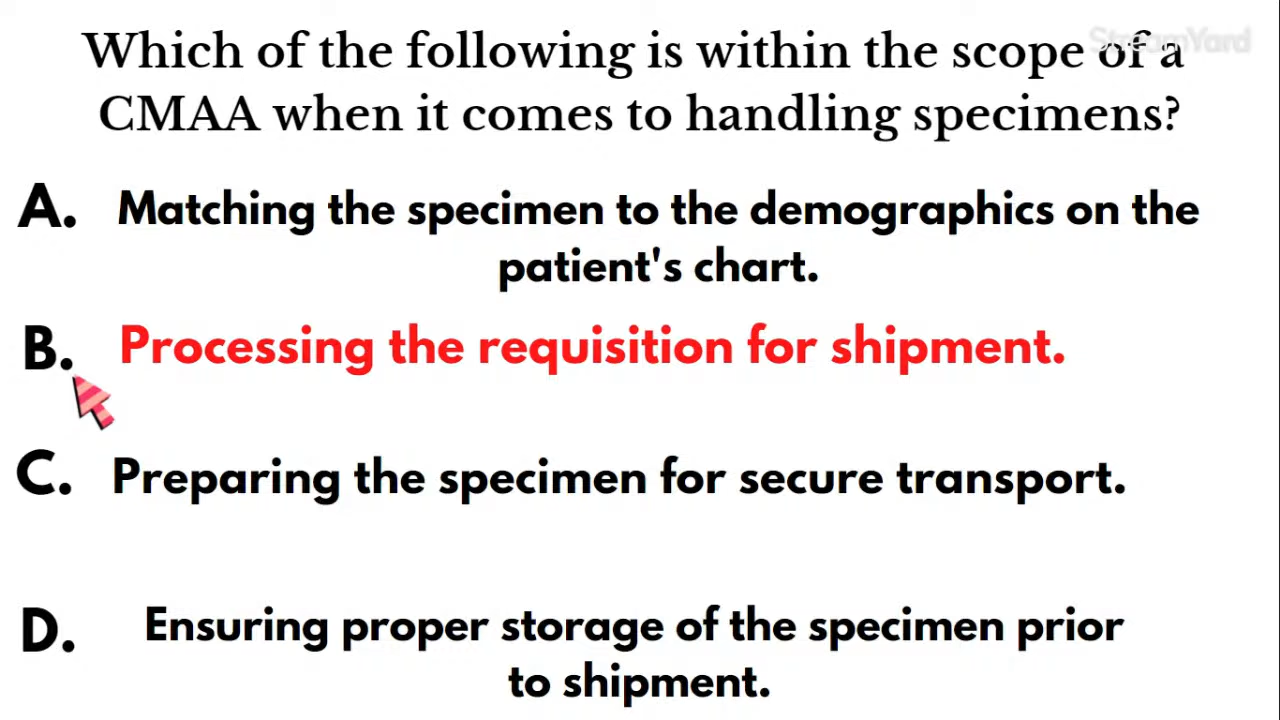 StreamYard
Which of the following is within the scope of a
CMAA when it comes to handling specimens?
A. Matching the specimen to the demographics on the
patient's chart.
B. Processing the requisition for shipment.
C. Preparing the specimen for secure transport.
D. Ensuring proper storage of the specimen prior
to shipment.